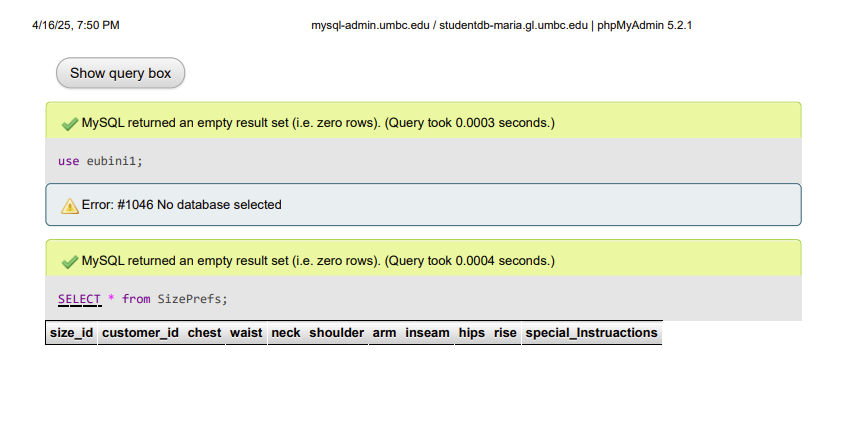 4/16/25, 7:50 PM mysql-admin.umbc.edu / studentdb-maria.gl.umbc.edu | phpMyAdmin 5.2.1
Show query box
MySQL returned an empty result set (i.e. zero rows). (Query took 0.0003 seconds.)
use eubini1;
Error: #1046 No database selected
MySQL returned an empty result set (i.e. zero rows). (Query took 0.0004 seconds.)
SELECT * from SizePrefs;
size_id customer_id chest waist neck shoulder arm inseam hips rise special_Instruactions